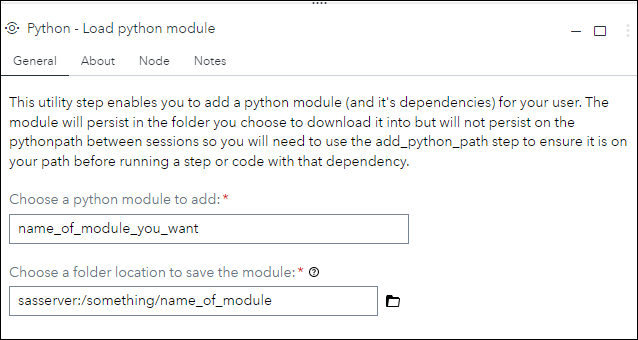 Python - Load python module
General About Node Notes
This utility step enables you to add a python module (and it's dependencies) for your user. The
module will persist in the folder you choose to download it into but will not persist on the
pythonpath between sessions so you will need to use the add_python_path step to ensure it is on
your path before running a step or code with that dependency.
Choose a python module to add:*
name_of_module_you_want
Choose a folder location to save the module:*
sasserver:/something/name_of_module